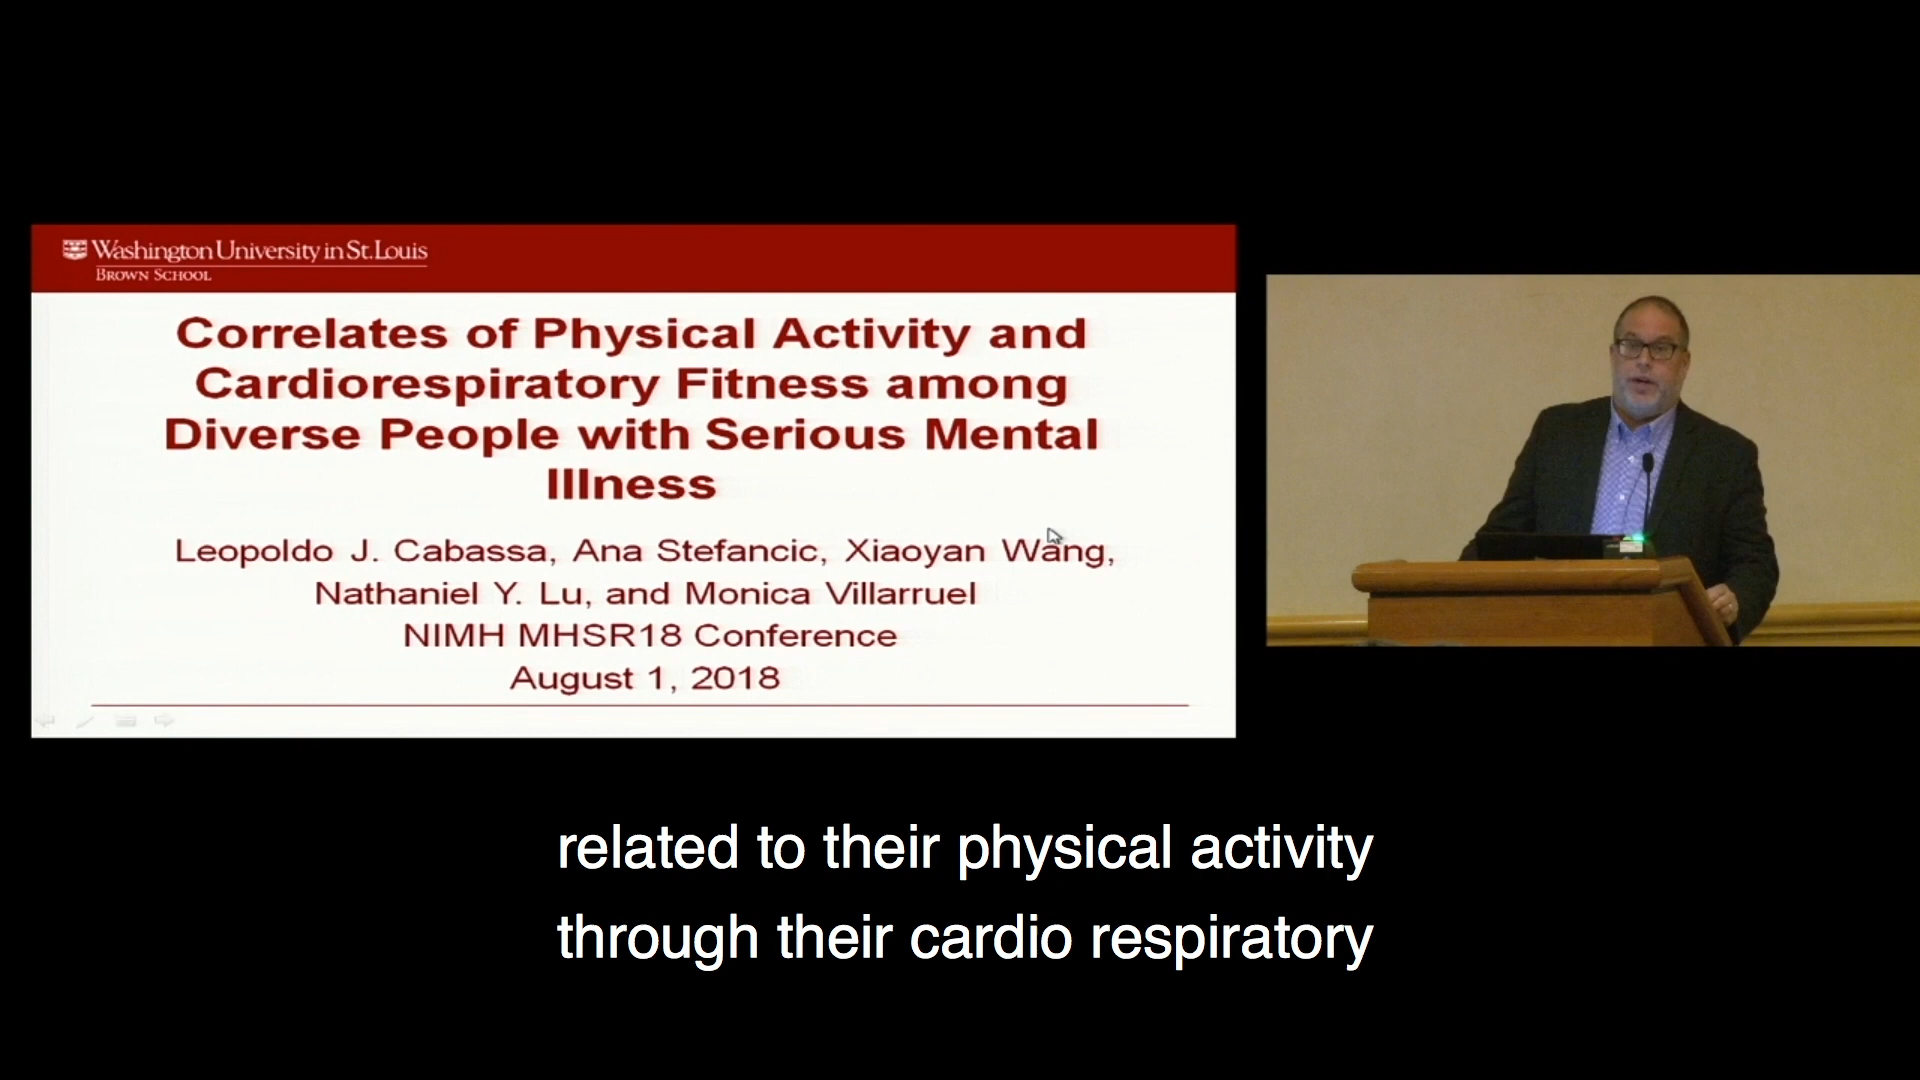 Washington University in St. Louis
BROWN SCHOOL
Correlates of Physical Activity and
Cardiorespiratory Fitness among
Diverse People with Serious Mental
Illness
Leopoldo J. Cabassa, Ana Stefancic, Xiaoyan Wang,
Nathaniel Y. Lu, and Monica Villarruel
NIMH MHSR18 Conference
August 1, 2018
related to their physical activity
through their cardio respiratory